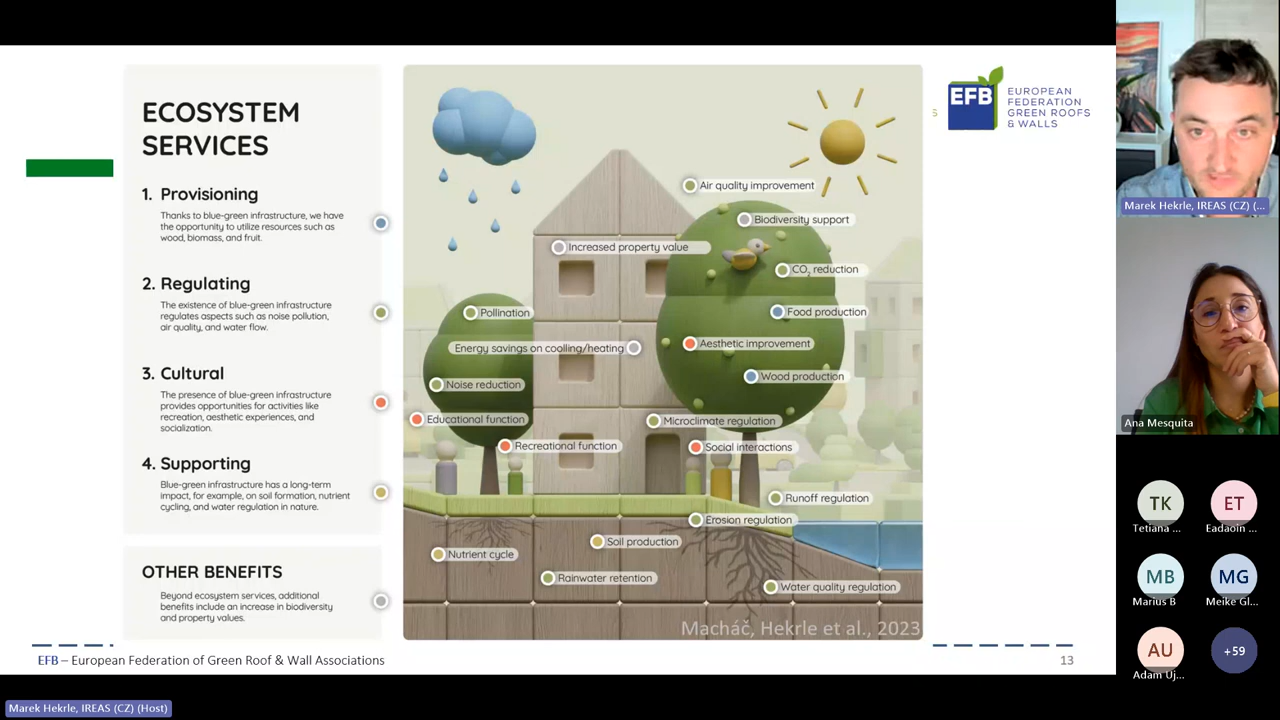 ECOSYSTEM
SERVICES
1. Provisioning
Thanks to blue-green infrastructure, we have
the opportunity to utilize resources such as
wood, biomass, and fruit.
2. Regulating
The existence of blue-green infrastructure
regulates aspects such as noise pollution,
air quality, and water flow.
3. Cultural
The presence of blue-green infrastructure
provides opportunities for activities like
recreation, aesthetic experiences, and
socialization.
4. Supporting
Blue-green infrastructure has a long-term
impact, for example, on soil formation, nutrient
cycling, and water regulation in nature.
OTHER BENEFITS
Beyond ecosystem services, additional
benefits include an increase in biodiversity
and property values.
Air quality improvement
Biodiversity support
Increased property value
CO₂ reduction
Pollination
Food production
Energy savings on coolling/heating
Aesthetic improvement
Wood production
Noise reduction
Educational function
Microclimate regulation
Recreational function
Social interactions
Runoff regulation
Erosion regulation
Soil production
Nutrient cycle
Rainwater retention
Water quality regulation
Macháč, Hekrle et al., 2023
S
EFB
EUROPEAN
FEDERATION
GREEN ROOFS
& WALLS
EFB – European Federation of Green Roof & Wall Associations
13
Marek Hekrle, IREAS (CZ) (...
Ana Mesquita
TK
Tetiana ...
ET
Eadaoin ...
MB
Marius B
MG
Meike Gl...
AU
Adam Uj...
+59
Marek Hekrle, IREAS (CZ) (Host)